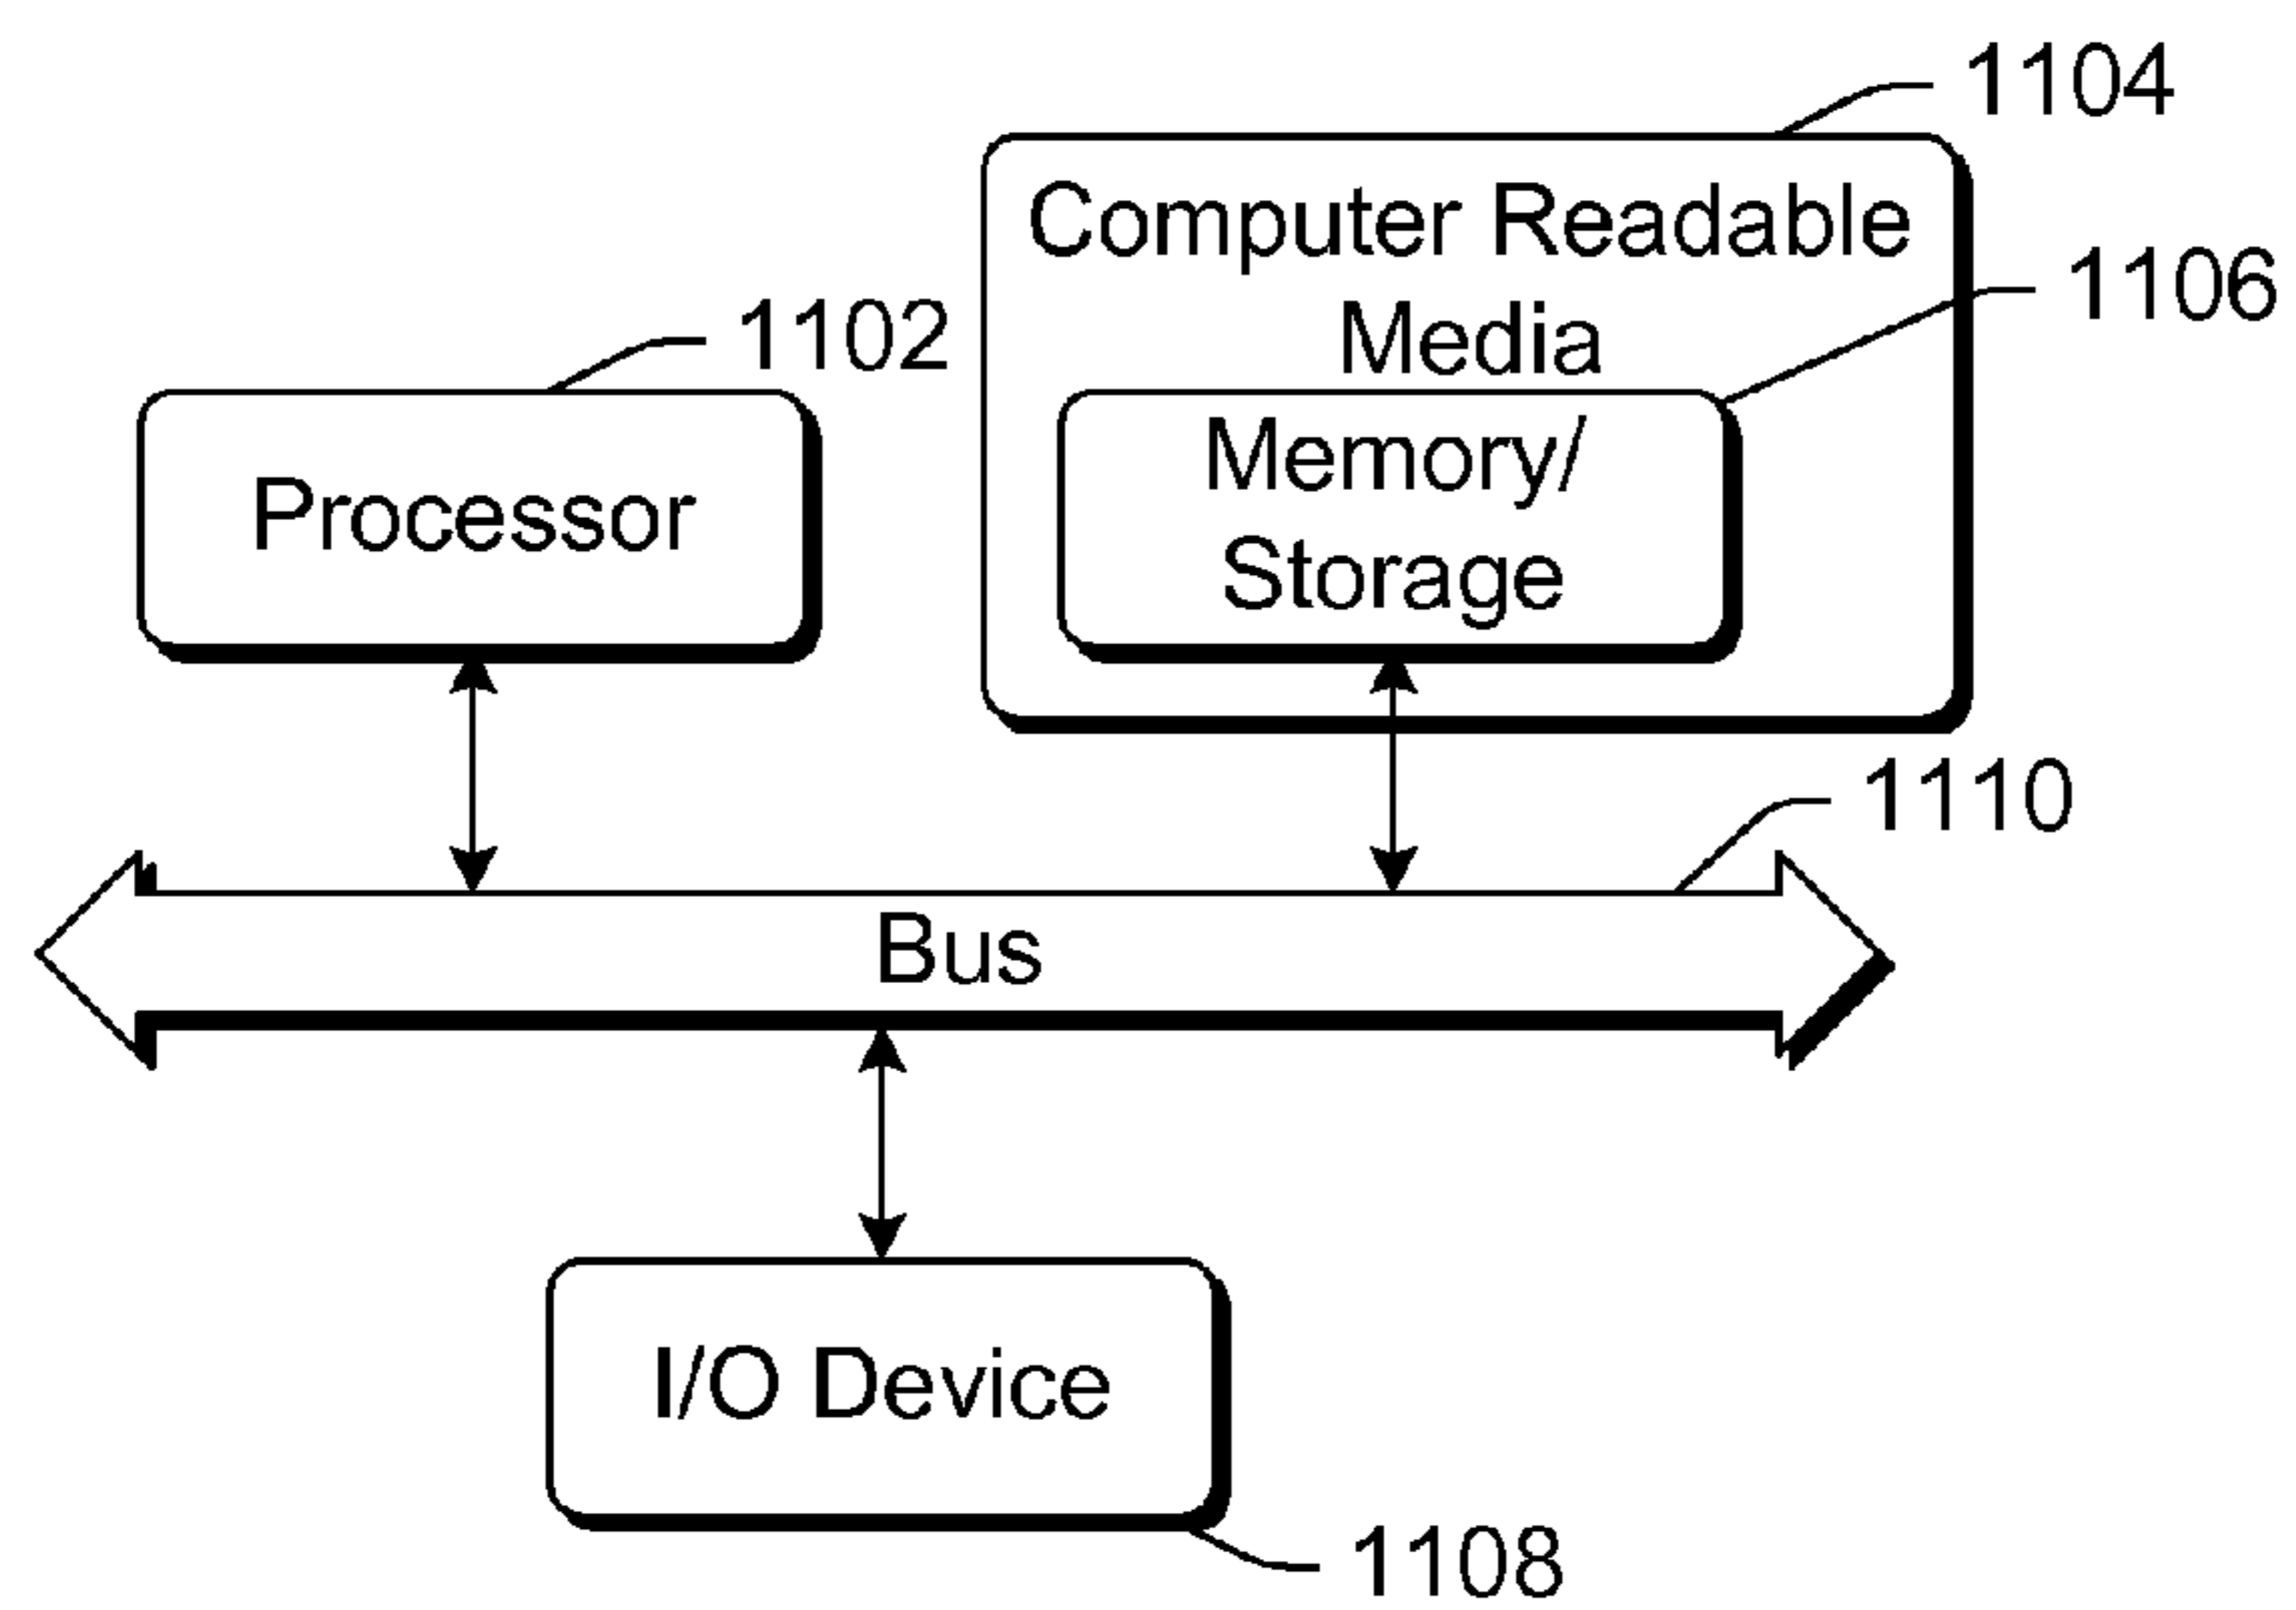 1104
Computer Readable
Media
1106
1102
Memory/
Storage
Processor
1110
Bus
I/O Device
1108